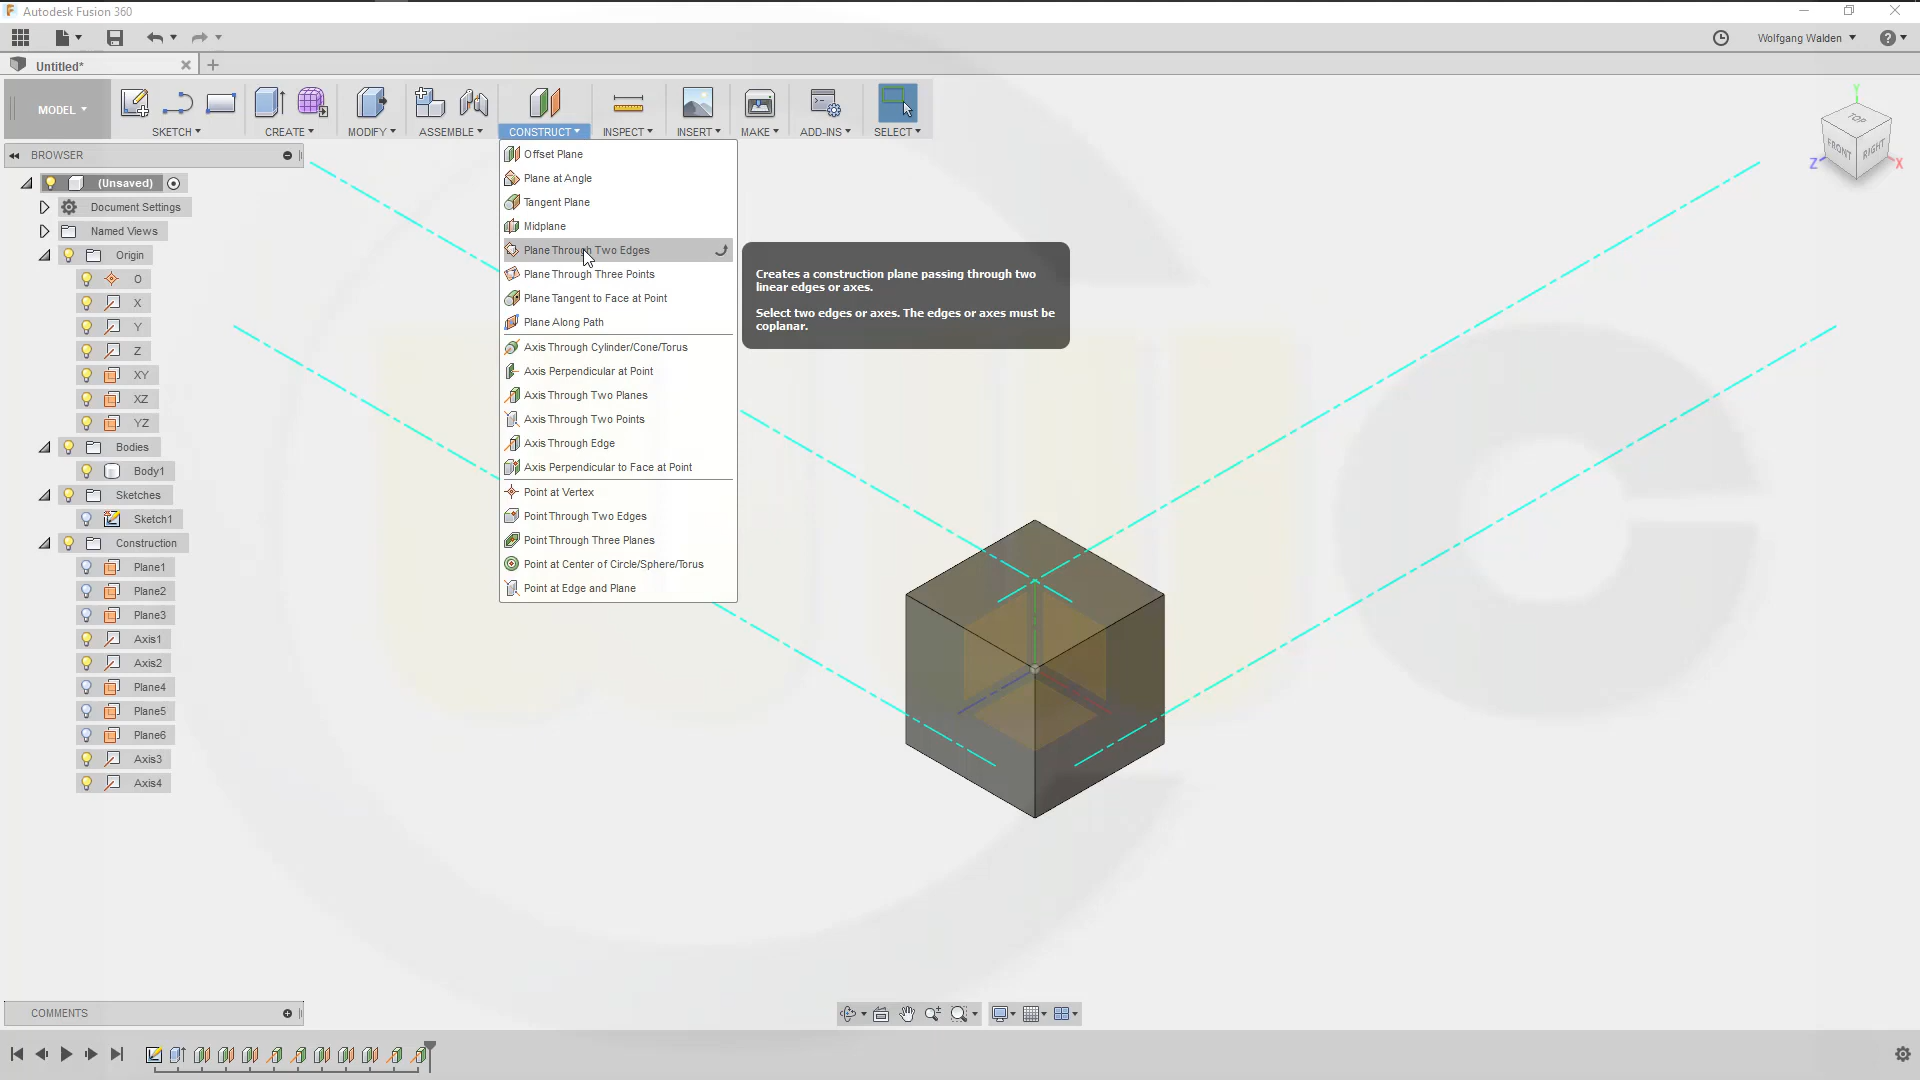 Autodesk Fusion 360
Wolfgang Walden
Untitled*
MODEL
SKETCH
CREATE
MODIFY
ASSEMBLE
CONSTRUCT
INSPECT
INSERT
MAKE
ADD-INS
SELECT
BROWSER
(Unsaved)
Document Settings
Named Views
Origin
O
X
Y
Z
XY
XZ
YZ
Bodies
Body1
Sketches
Sketch1
Construction
Plane1
Plane2
Plane3
Axis1
Axis2
Plane4
Plane5
Plane6
Axis3
Axis4
Offset Plane
Plane at Angle
Tangent Plane
Midplane
Plane Through Two Edges
Plane Through Three Points
Plane Tangent to Face at Point
Plane Along Path
Axis Through Cylinder/Cone/Torus
Axis Perpendicular at Point
Axis Through Two Planes
Axis Through Two Points
Axis Through Edge
Axis Perpendicular to Face at Point
Point at Vertex
Point Through Two Edges
Point Through Three Planes
Point at Center of Circle/Sphere/Torus
Point at Edge and Plane
Creates a construction plane passing through two
linear edges or axes.
Select two edges or axes. The edges or axes must be
coplanar.
Y
TOP
FRONT
RIGHT
Z
X
COMMENTS